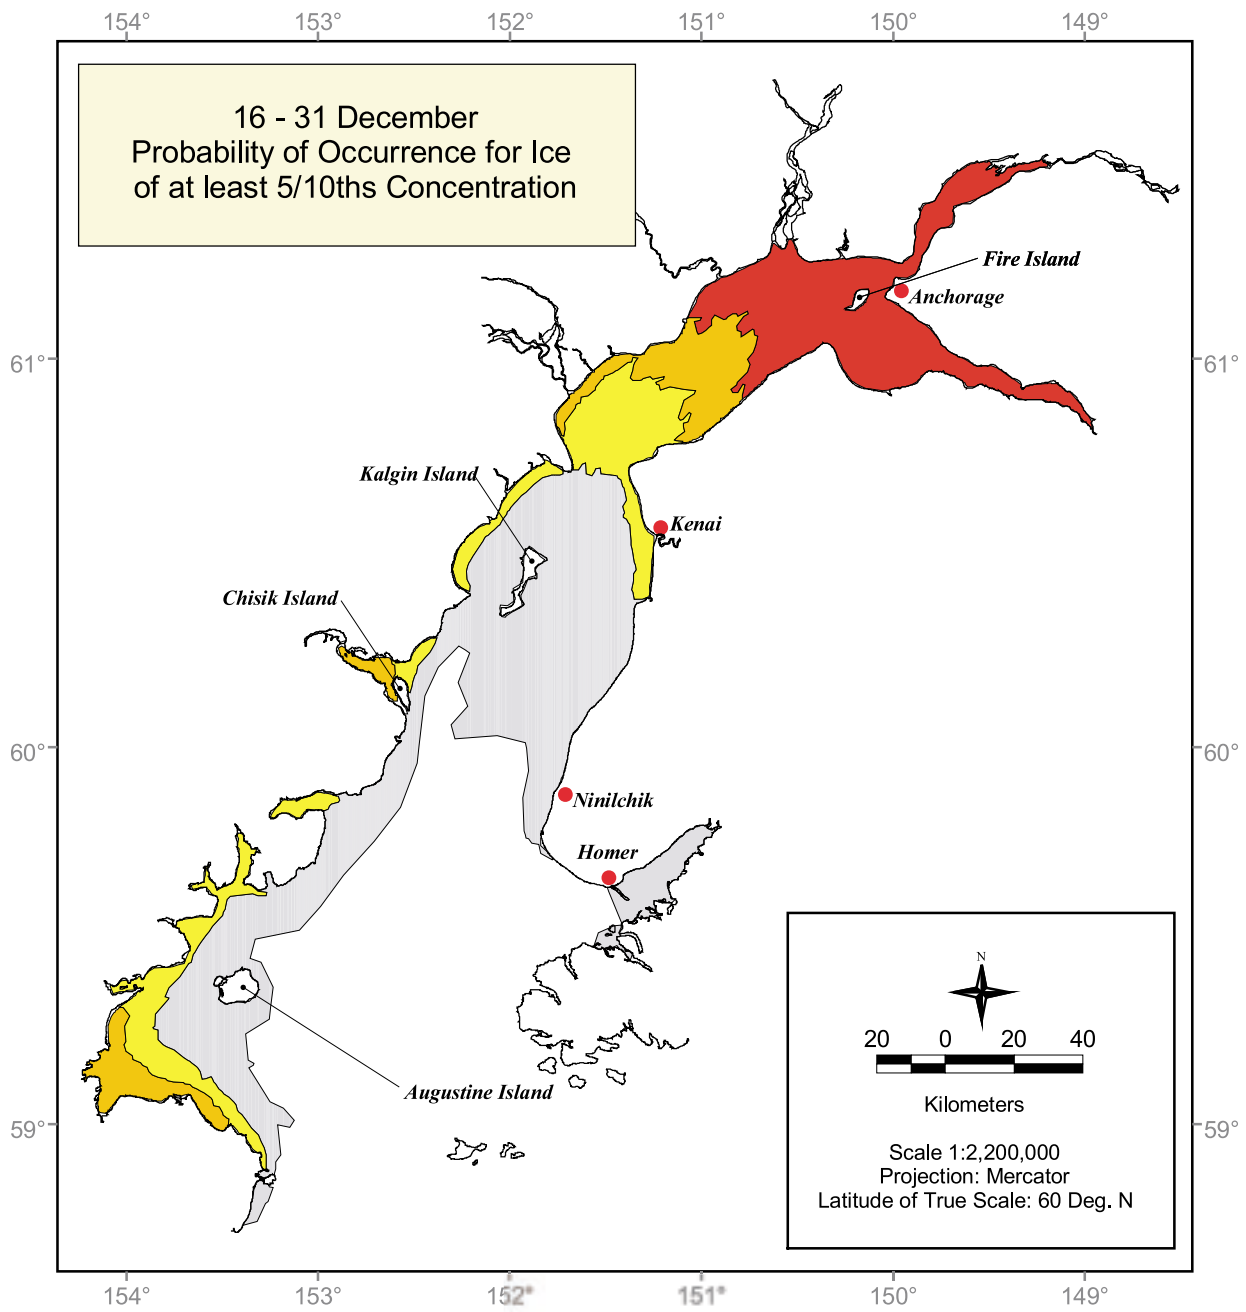 154° 153° 152° 151° 150° 149°
16 - 31 December
Probability of Occurrence for Ice
of at least 5/10ths Concentration
Fire Island
Anchorage
61° 61°
Kalgin Island
Kenai
Chisik Island
60° 60°
Ninilchik
Homer
N
20 0 20 40
Augustine Island
Kilometers
59° 59°
Scale 1:2,200,000
Projection: Mercator
Latitude of True Scale: 60 Deg. N
154° 153° 152° 151° 150° 149°